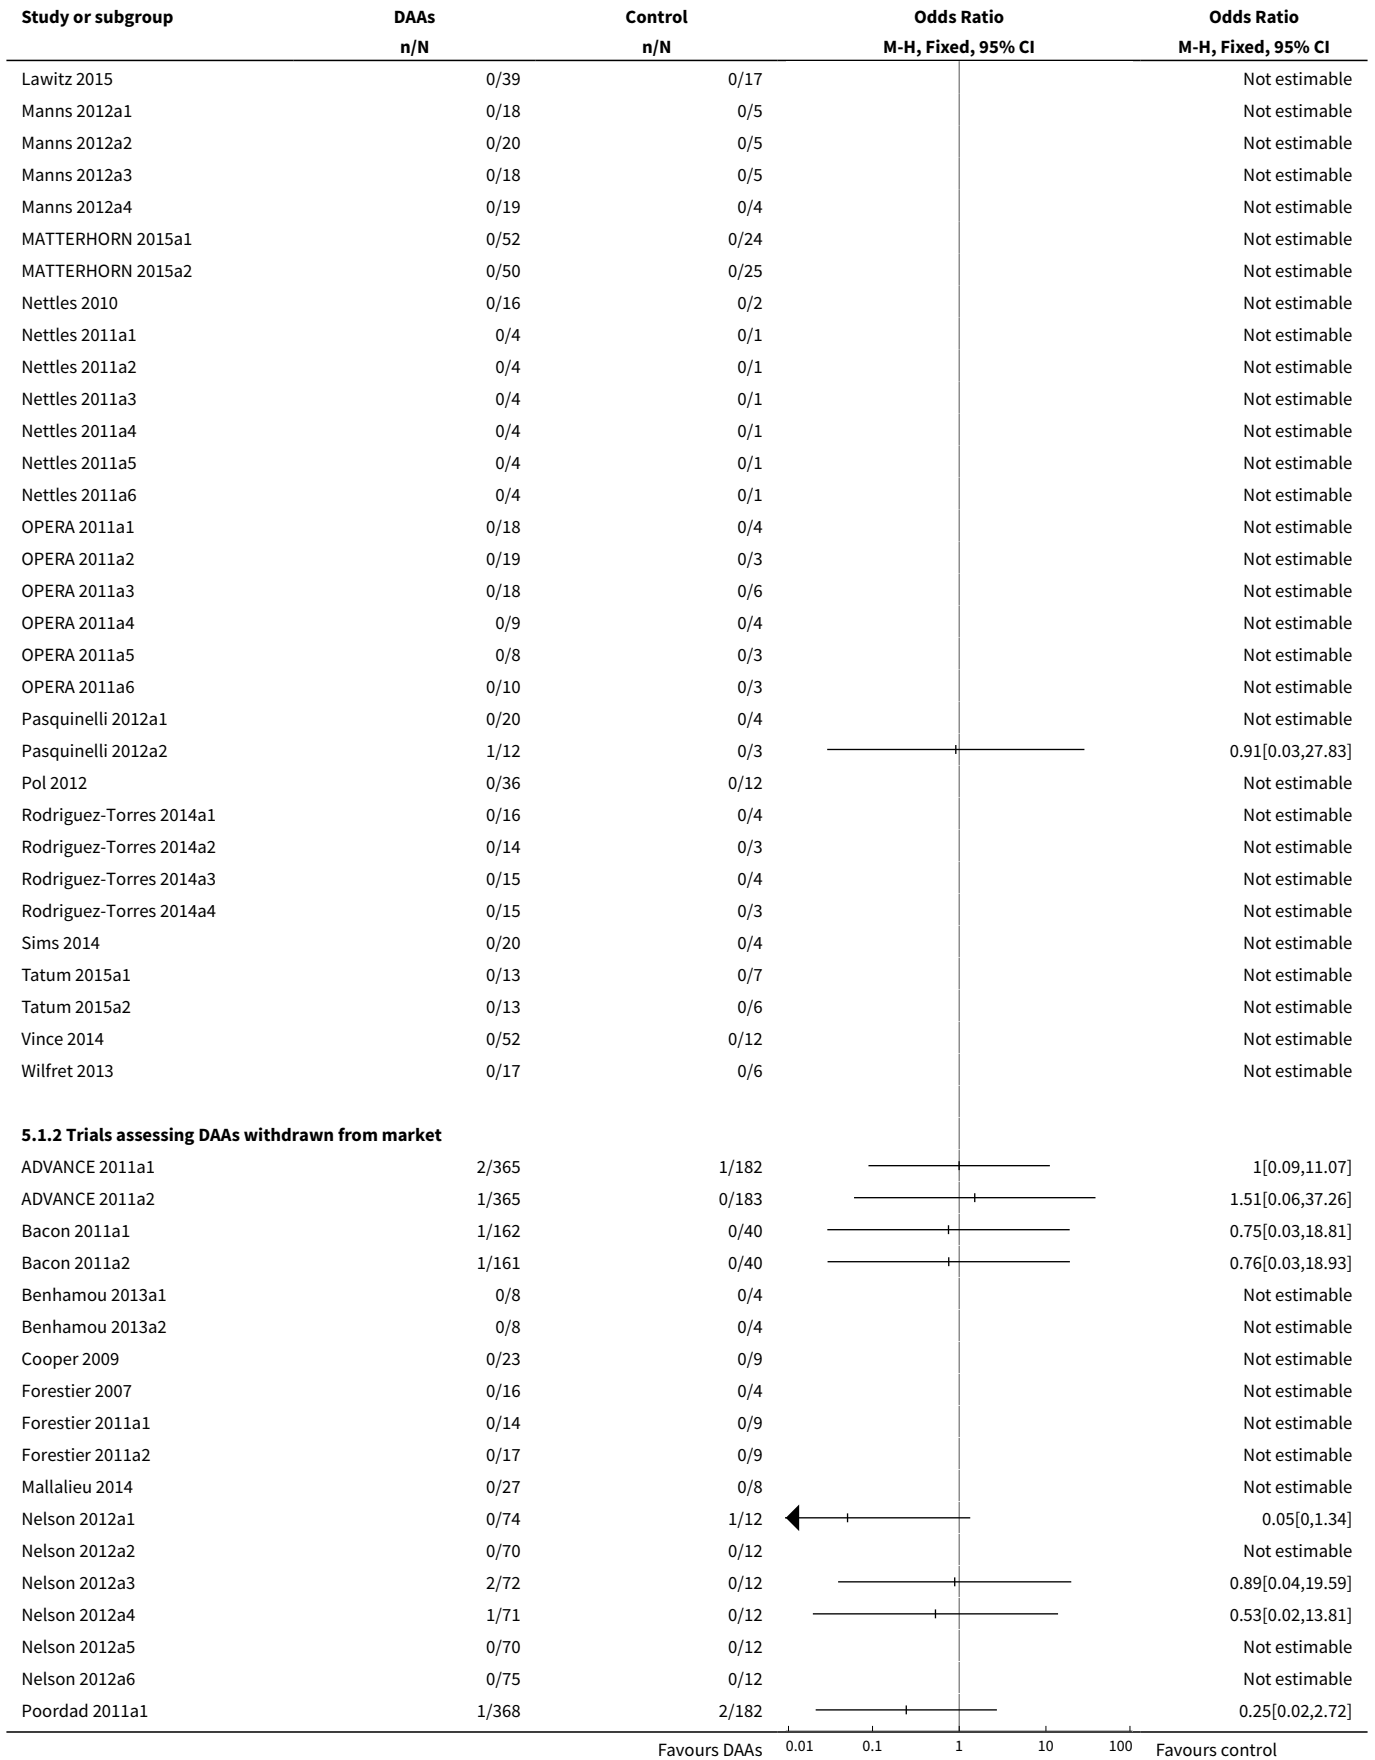 Study or subgroup DAAs Control Odds Ratio Odds Ratio
n/N n/N M-H, Fixed, 95% CI M-H, Fixed, 95% CI
Lawitz 2015 0/39 0/17 Not estimable
Manns 2012a1 0/18 0/5 Not estimable
Manns 2012a2 0/20 0/5 Not estimable
Manns 2012a3 0/18 0/5 Not estimable
Manns 2012a4 0/19 0/4 Not estimable
MATTERHORN 2015a1 0/52 0/24 Not estimable
MATTERHORN 2015a2 0/50 0/25 Not estimable
Nettles 2010 0/16 0/2 Not estimable
Nettles 2011a1 0/4 0/1 Not estimable
Nettles 2011a2 0/4 0/1 Not estimable
Nettles 2011a3 0/4 0/1 Not estimable
Nettles 2011a4 0/4 0/1 Not estimable
Nettles 2011a5 0/4 0/1 Not estimable
Nettles 2011a6 0/4 0/1 Not estimable
OPERA 2011a1 0/18 0/4 Not estimable
OPERA 2011a2 0/19 0/3 Not estimable
OPERA 2011a3 0/18 0/6 Not estimable
OPERA 2011a4 0/9 0/4 Not estimable
OPERA 2011a5 0/8 0/3 Not estimable
OPERA 2011a6 0/10 0/3 Not estimable
Pasquinelli 2012a1 0/20 0/4 Not estimable
Pasquinelli 2012a2 1/12 0/3 0.91[0.03,27.83]
Pol 2012 0/36 0/12 Not estimable
Rodriguez-Torres 2014a1 0/16 0/4 Not estimable
Rodriguez-Torres 2014a2 0/14 0/3 Not estimable
Rodriguez-Torres 2014a3 0/15 0/4 Not estimable
Rodriguez-Torres 2014a4 0/15 0/3 Not estimable
Sims 2014 0/20 0/4 Not estimable
Tatum 2015a1 0/13 0/7 Not estimable
Tatum 2015a2 0/13 0/6 Not estimable
Vince 2014 0/52 0/12 Not estimable
Wilfret 2013 0/17 0/6 Not estimable
5.1.2 Trials assessing DAAs withdrawn from market
ADVANCE 2011a1 2/365 1/182 1[0.09,11.07]
ADVANCE 2011a2 1/365 0/183 1.51[0.06,37.26]
Bacon 2011a1 1/162 0/40 0.75[0.03,18.81]
Bacon 2011a2 1/161 0/40 0.76[0.03,18.93]
Benhamou 2013a1 0/8 0/4 Not estimable
Benhamou 2013a2 0/8 0/4 Not estimable
Cooper 2009 0/23 0/9 Not estimable
Forestier 2007 0/16 0/4 Not estimable
Forestier 2011a1 0/14 0/9 Not estimable
Forestier 2011a2 0/17 0/9 Not estimable
Mallalieu 2014 0/27 0/8 Not estimable
Nelson 2012a1 0/74 1/12 0.05[0,1.34]
Nelson 2012a2 0/70 0/12 Not estimable
Nelson 2012a3 2/72 0/12 0.89[0.04,19.59]
Nelson 2012a4 1/71 0/12 0.53[0.02,13.81]
Nelson 2012a5 0/70 0/12 Not estimable
Nelson 2012a6 0/75 0/12 Not estimable
Poordad 2011a1 1/368 2/182 0.25[0.02,2.72]
Favours DAAs 0.01 0.1 1 10 100 Favours control